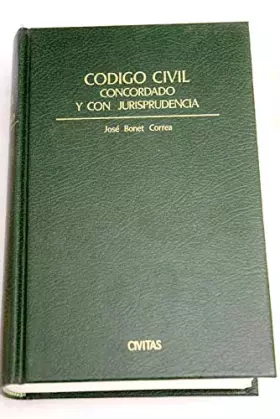 CODIGO CIVIL
CONCORDADO
Y CON JURISPRUDENCIA
José Bonet Correa
CIVITAS